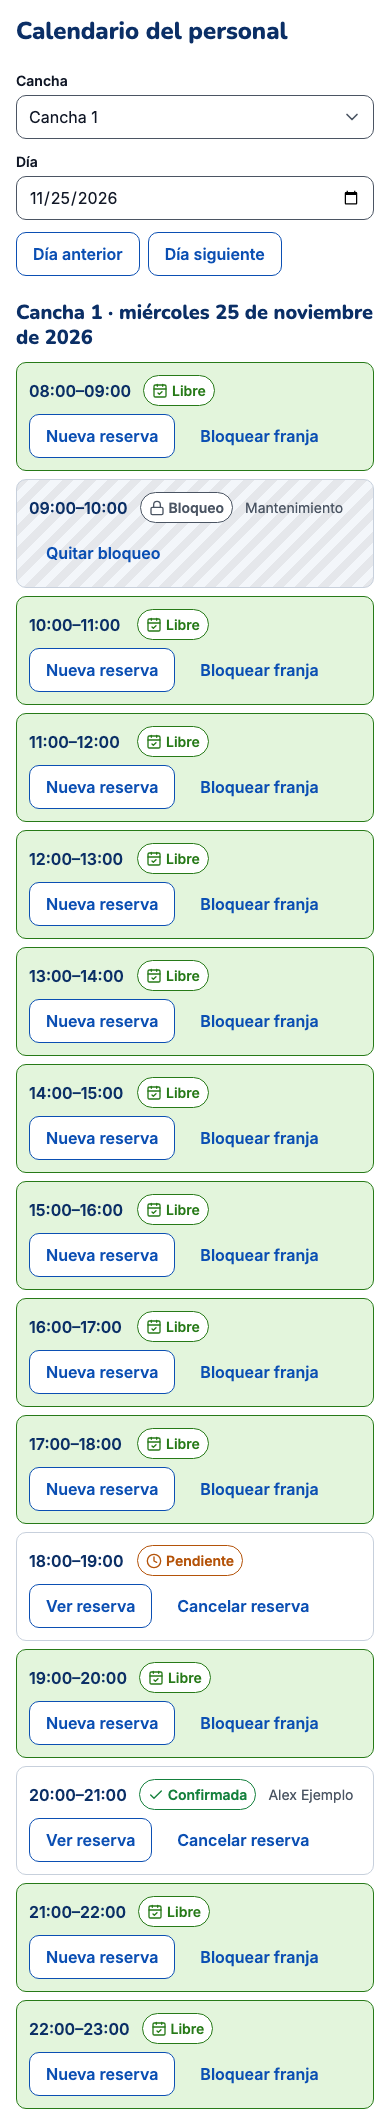 Calendario del personal
Cancha
Cancha 1
Día
11/25/2026
Día anterior Día siguiente
Cancha 1 · miércoles 25 de noviembre
de 2026
08:00–09:00 Libre
Nueva reserva Bloquear franja
09:00–10:00 Bloqueo Mantenimiento
Quitar bloqueo
10:00–11:00 Libre
Nueva reserva Bloquear franja
11:00–12:00 Libre
Nueva reserva Bloquear franja
12:00–13:00 Libre
Nueva reserva Bloquear franja
13:00–14:00 Libre
Nueva reserva Bloquear franja
14:00–15:00 Libre
Nueva reserva Bloquear franja
15:00–16:00 Libre
Nueva reserva Bloquear franja
16:00–17:00 Libre
Nueva reserva Bloquear franja
17:00–18:00 Libre
Nueva reserva Bloquear franja
18:00–19:00 Pendiente
Ver reserva Cancelar reserva
19:00–20:00 Libre
Nueva reserva Bloquear franja
20:00–21:00 Confirmada Alex Ejemplo
Ver reserva Cancelar reserva
21:00–22:00 Libre
Nueva reserva Bloquear franja
22:00–23:00 Libre
Nueva reserva Bloquear franja